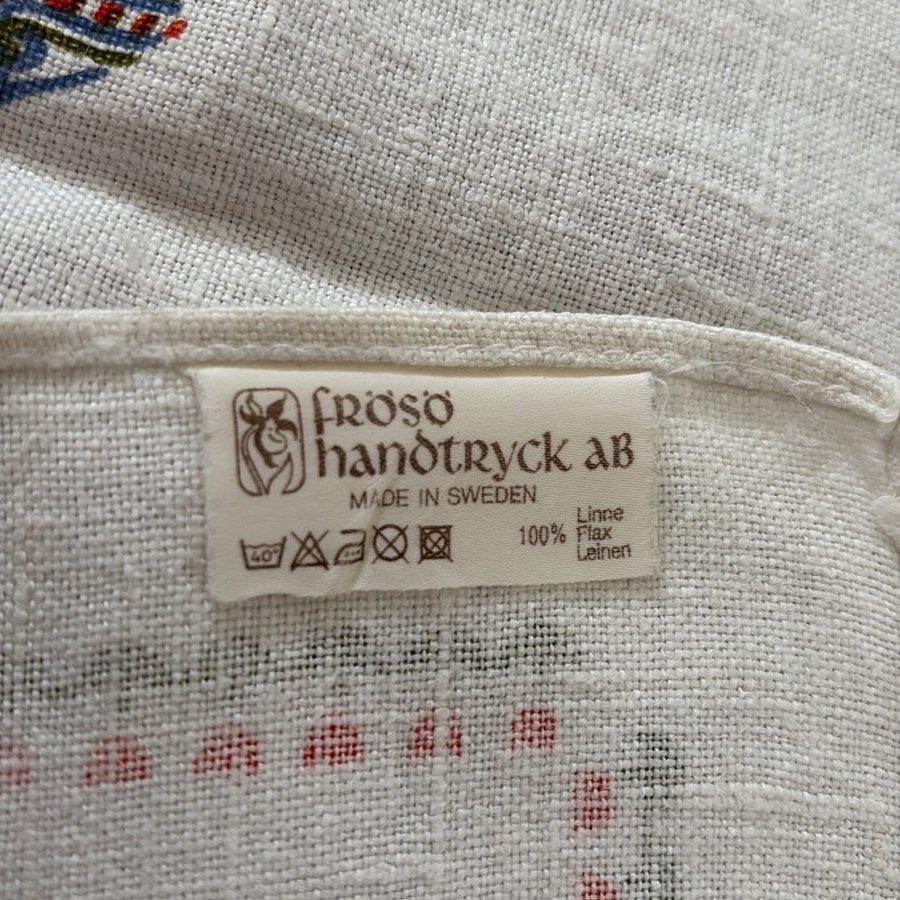 frösö
handtryck AB
MADE IN SWEDEN
40°
100%
Linne
Flax
Leinen